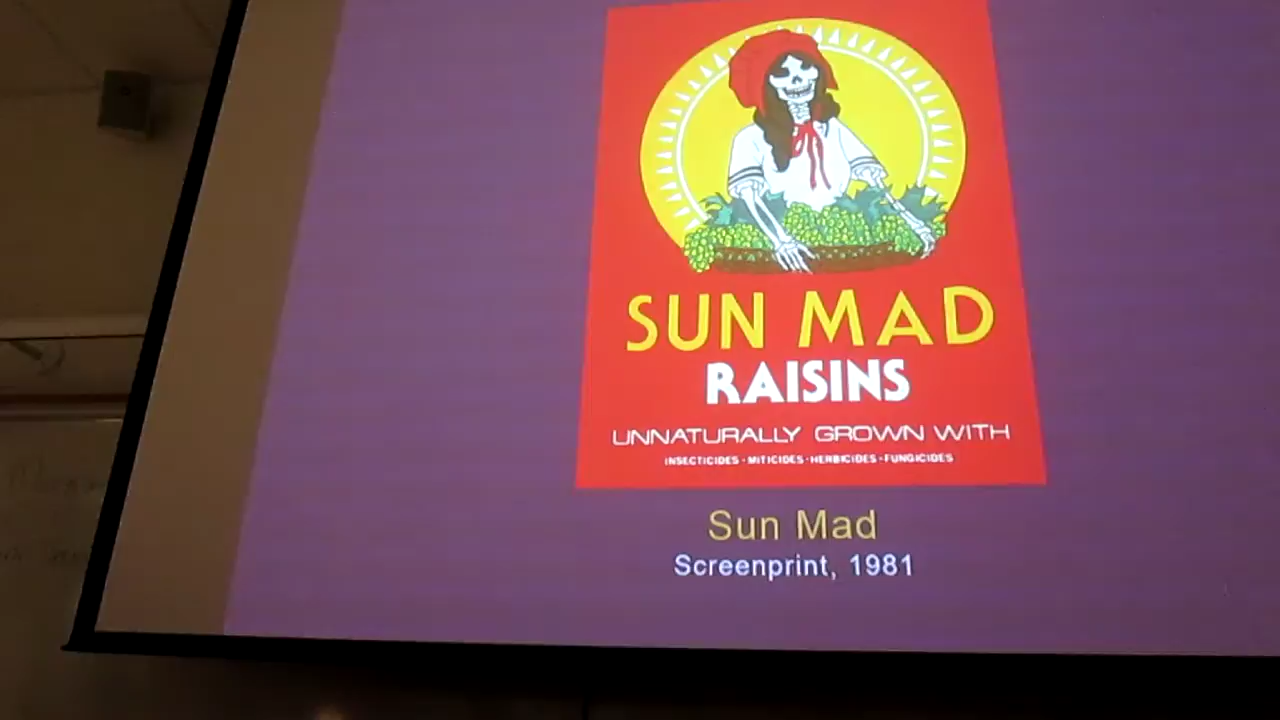 SUN MAD
RAISINS
UNNATURALLY GROWN WITH
INSECTICIDES - MITICIDES - HERBICIDES - FUNGICIDES
Sun Mad
Screenprint, 1981